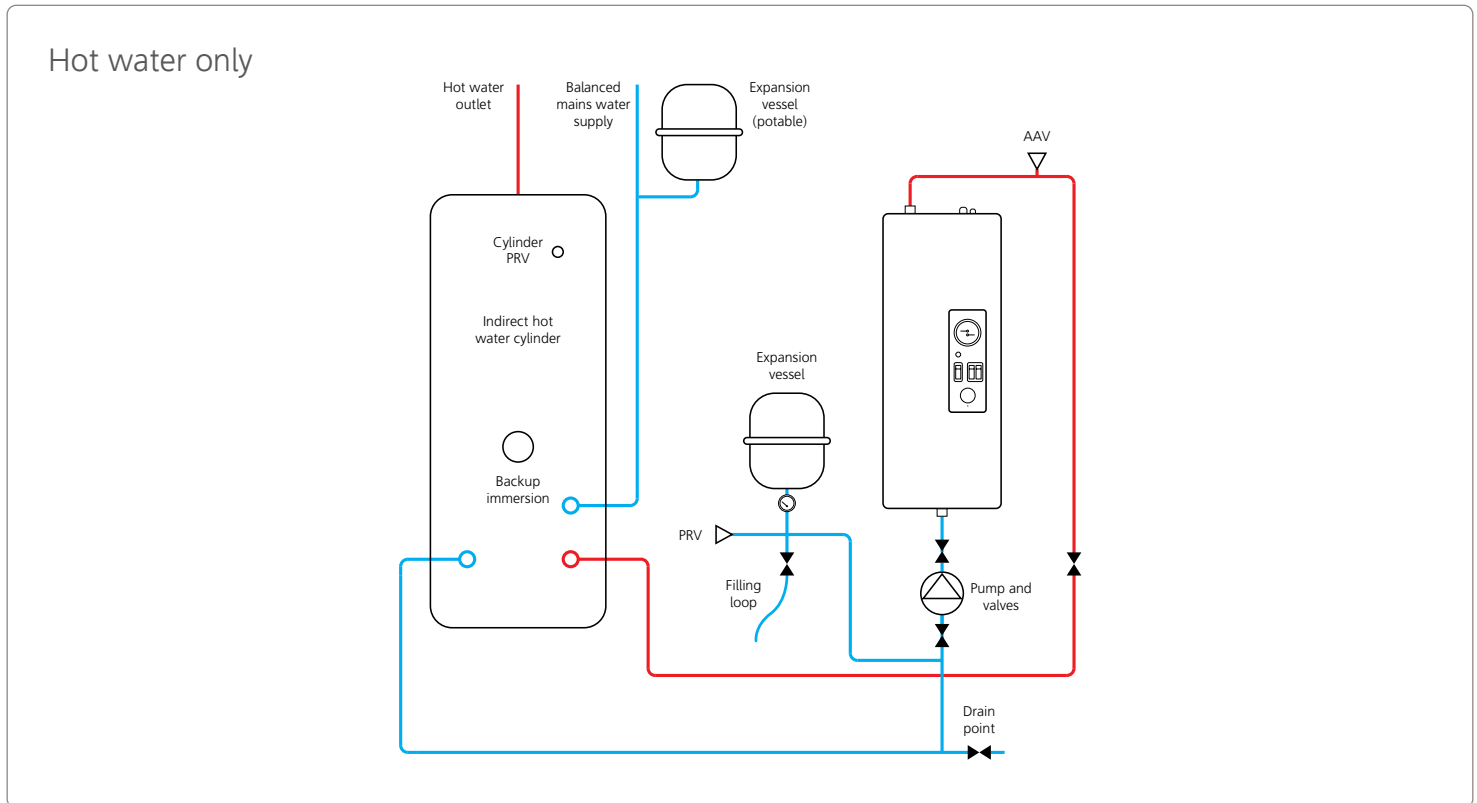 Hot water only
Hot water
outlet
Balanced
mains water
supply
Expansion
vessel
(potable)
AAV
Cylinder
PRV
Indirect hot
water cylinder
Expansion
vessel
Backup
immersion
PRV
Filling
loop
Pump and
valves
Drain
point